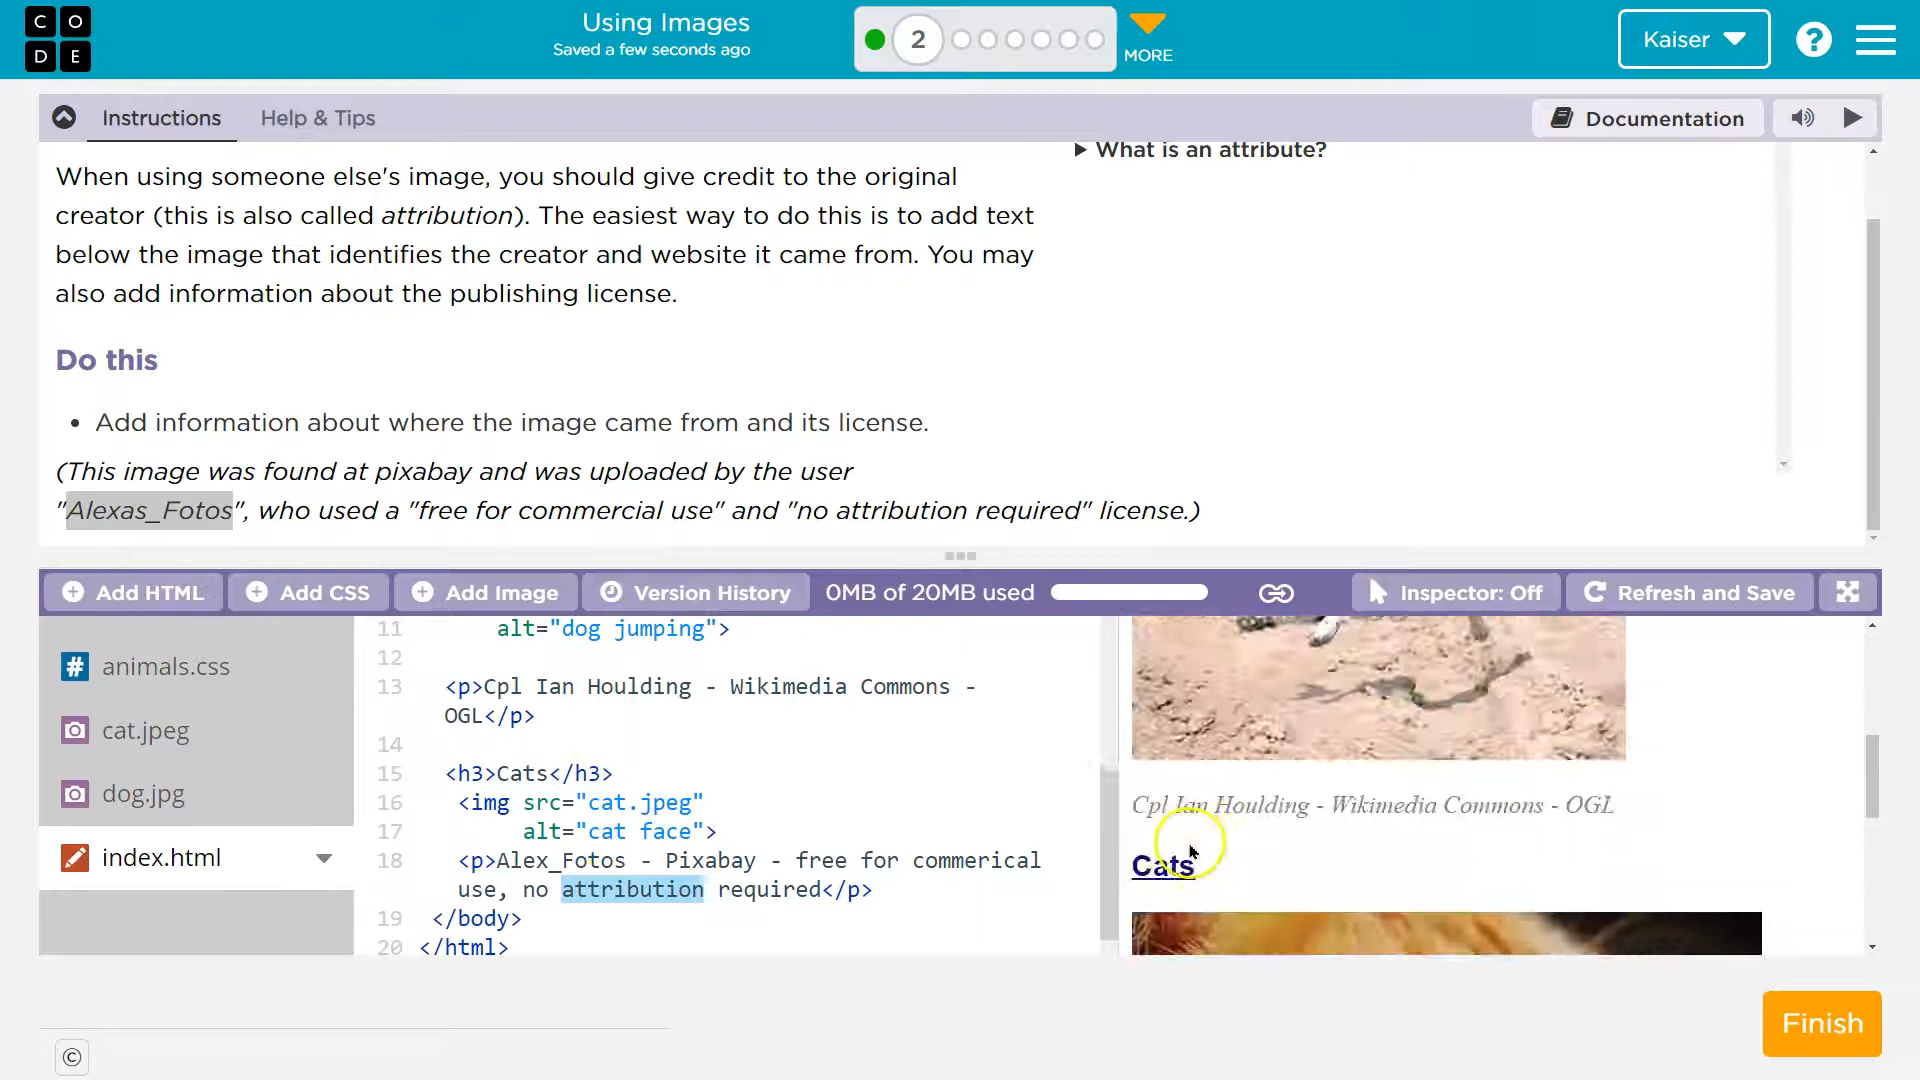 CODE
Using Images
Saved a few seconds ago
2
MORE
Kaiser
?
Instructions
Help & Tips
Documentation
What is an attribute?
When using someone else's image, you should give credit to the original
creator (this is also called attribution). The easiest way to do this is to add text
below the image that identifies the creator and website it came from. You may
also add information about the publishing license.
Do this
• Add information about where the image came from and its license.
(This image was found at pixabay and was uploaded by the user
"Alexas_Fotos", who used a "free for commercial use" and "no attribution required" license.)
Add HTML
Add CSS
Add Image
Version History
0MB of 20MB used
Inspector: Off
Refresh and Save
animals.css
cat.jpeg
dog.jpg
index.html
11 alt="dog jumping">
12
13 <p>Cpl Ian Houlding - Wikimedia Commons -
OGL</p>
14
15 <h3>Cats</h3>
16 <img src="cat.jpeg"
17 alt="cat face">
18 <p>Alex_Fotos - Pixabay - free for commerical
use, no attribution required</p>
19 </body>
20 </html>
Cpl Ian Houlding - Wikimedia Commons - OGL
Cats
Finish
©